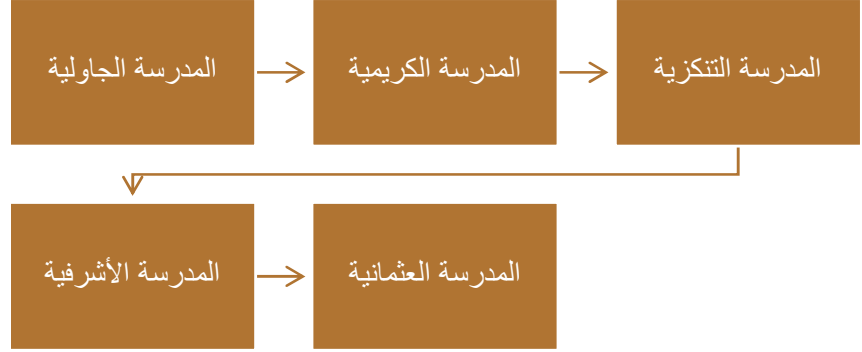 المدرسة الجاولية
المدرسة الكريمية
المدرسة التنكزية
المدرسة الأشرفية
المدرسة العثمانية